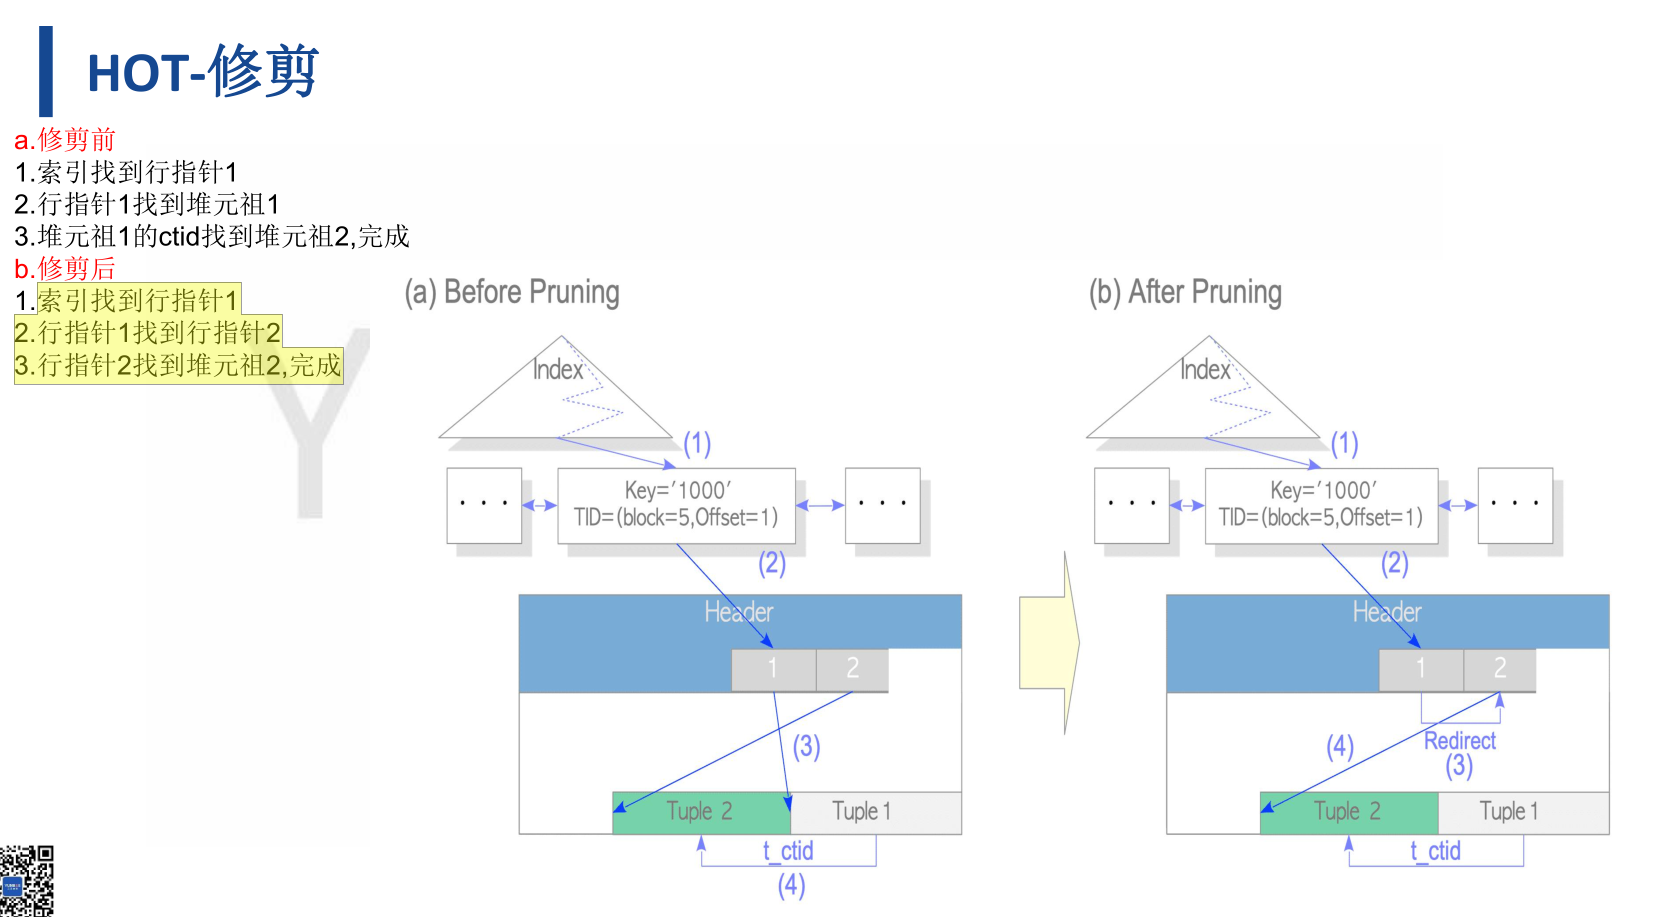 HOT-修剪
a.修剪前
1.索引找到行指针1
2.行指针1找到堆元祖1
3.堆元祖1的ctid找到堆元祖2,完成
b.修剪后
1.索引找到行指针1
2.行指针1找到行指针2
3.行指针2找到堆元祖2,完成
Y
(a) Before Pruning
Index
(1)
. . .
Key='1000'
TID=(block=5,Offset=1)
. . .
(2)
Header
1 2
(3)
Tuple 2 Tuple 1
t_ctid
(4)
(b) After Pruning
Index
(1)
. . .
Key='1000'
TID=(block=5,Offset=1)
. . .
(2)
Header
1 2
Redirect
(3)
(4)
Tuple 2 Tuple 1
t_ctid